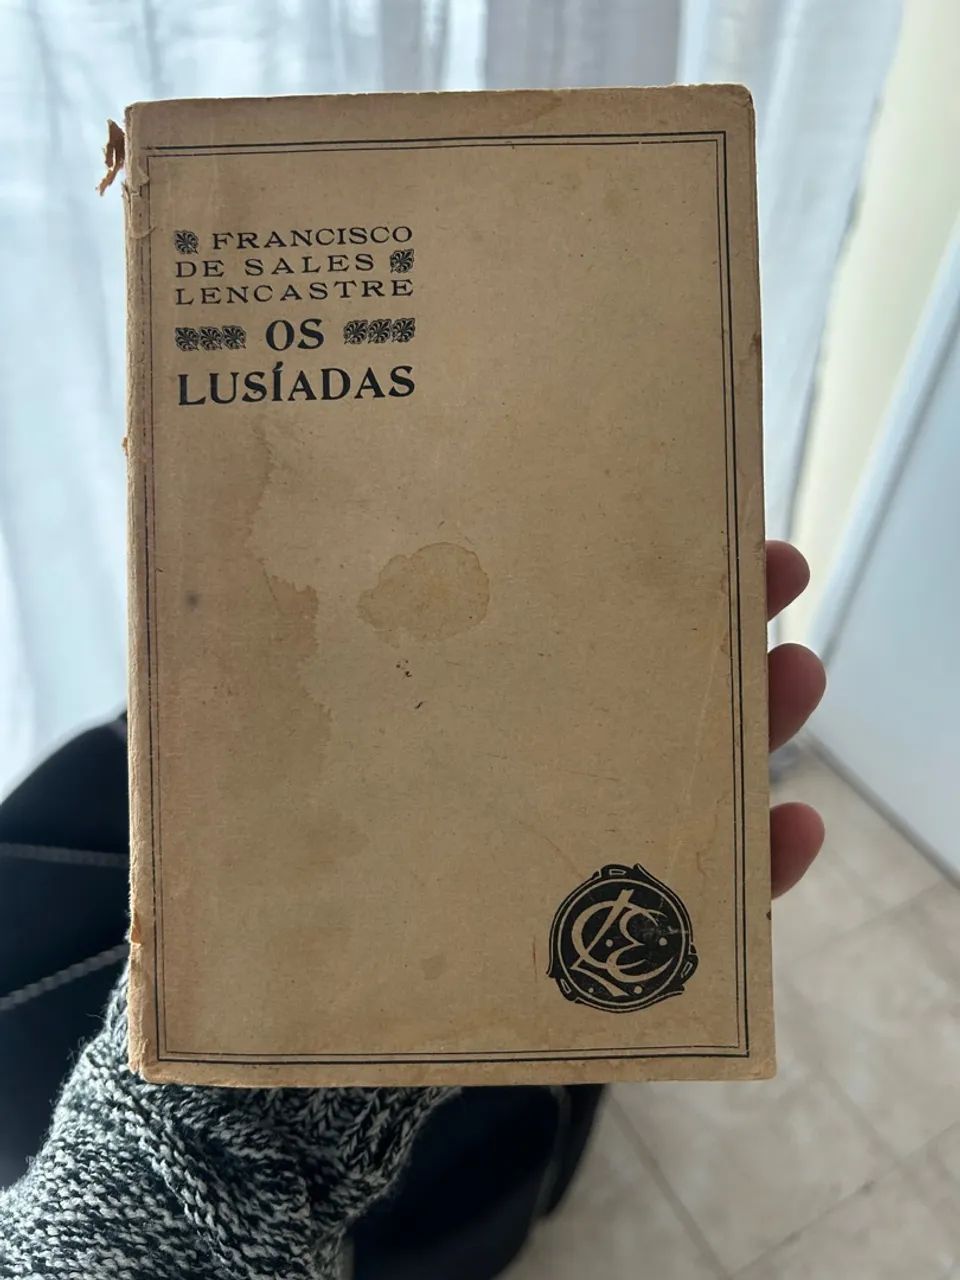 FRANCISCO
DE SALES
LENCASTRE
OS
LUSÍADAS